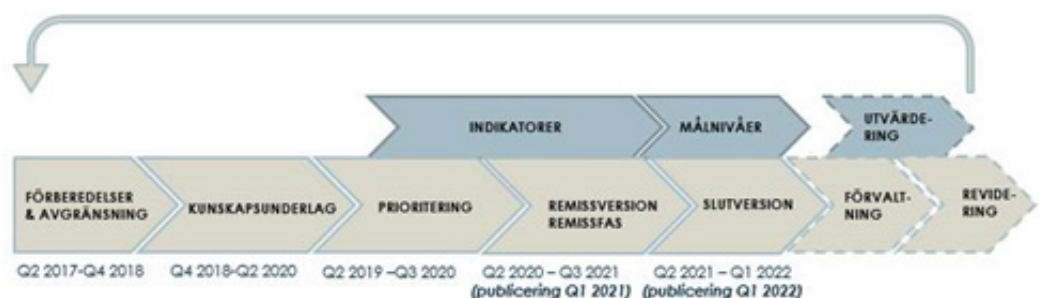 INDIKATORER
MÅLNIVÅER
UTVÄRDE-
RING
FÖRBEREDELSER
& AVGRÄNSNING
KUNSKAPSUNDERLAG
PRIORITERING
REMISSVERSION
REMISSFAS
SLUTVERSION
FÖRVALT-
NING
REVIDE-
RING
Q2 2017-Q4 2018
Q4 2018-Q2 2020
Q2 2019 –Q3 2020
Q2 2020 – Q3 2021
(publicering Q1 2021)
Q2 2021 – Q1 2022
(publicering Q1 2022)